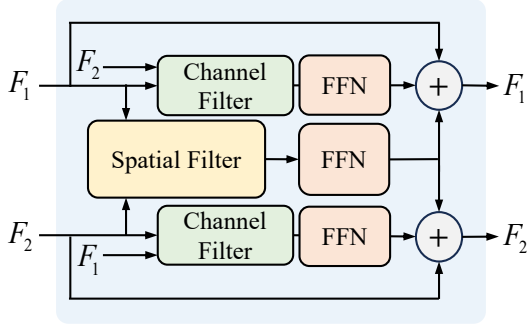 F₂
F₁
Channel
Filter
FFN
+
F₁
Spatial Filter
FFN
F₂
F₁
Channel
Filter
FFN
+
F₂